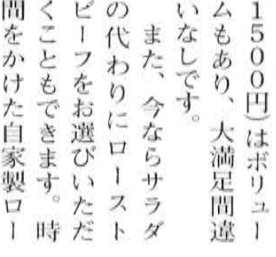 1500円)はボリュー
ムもあり、大満足間違
いなしです。
また、今ならサラダ
の代わりにロースト
ビーフをお選びいただ
くこともできます。時
間をかけた自家製ロー